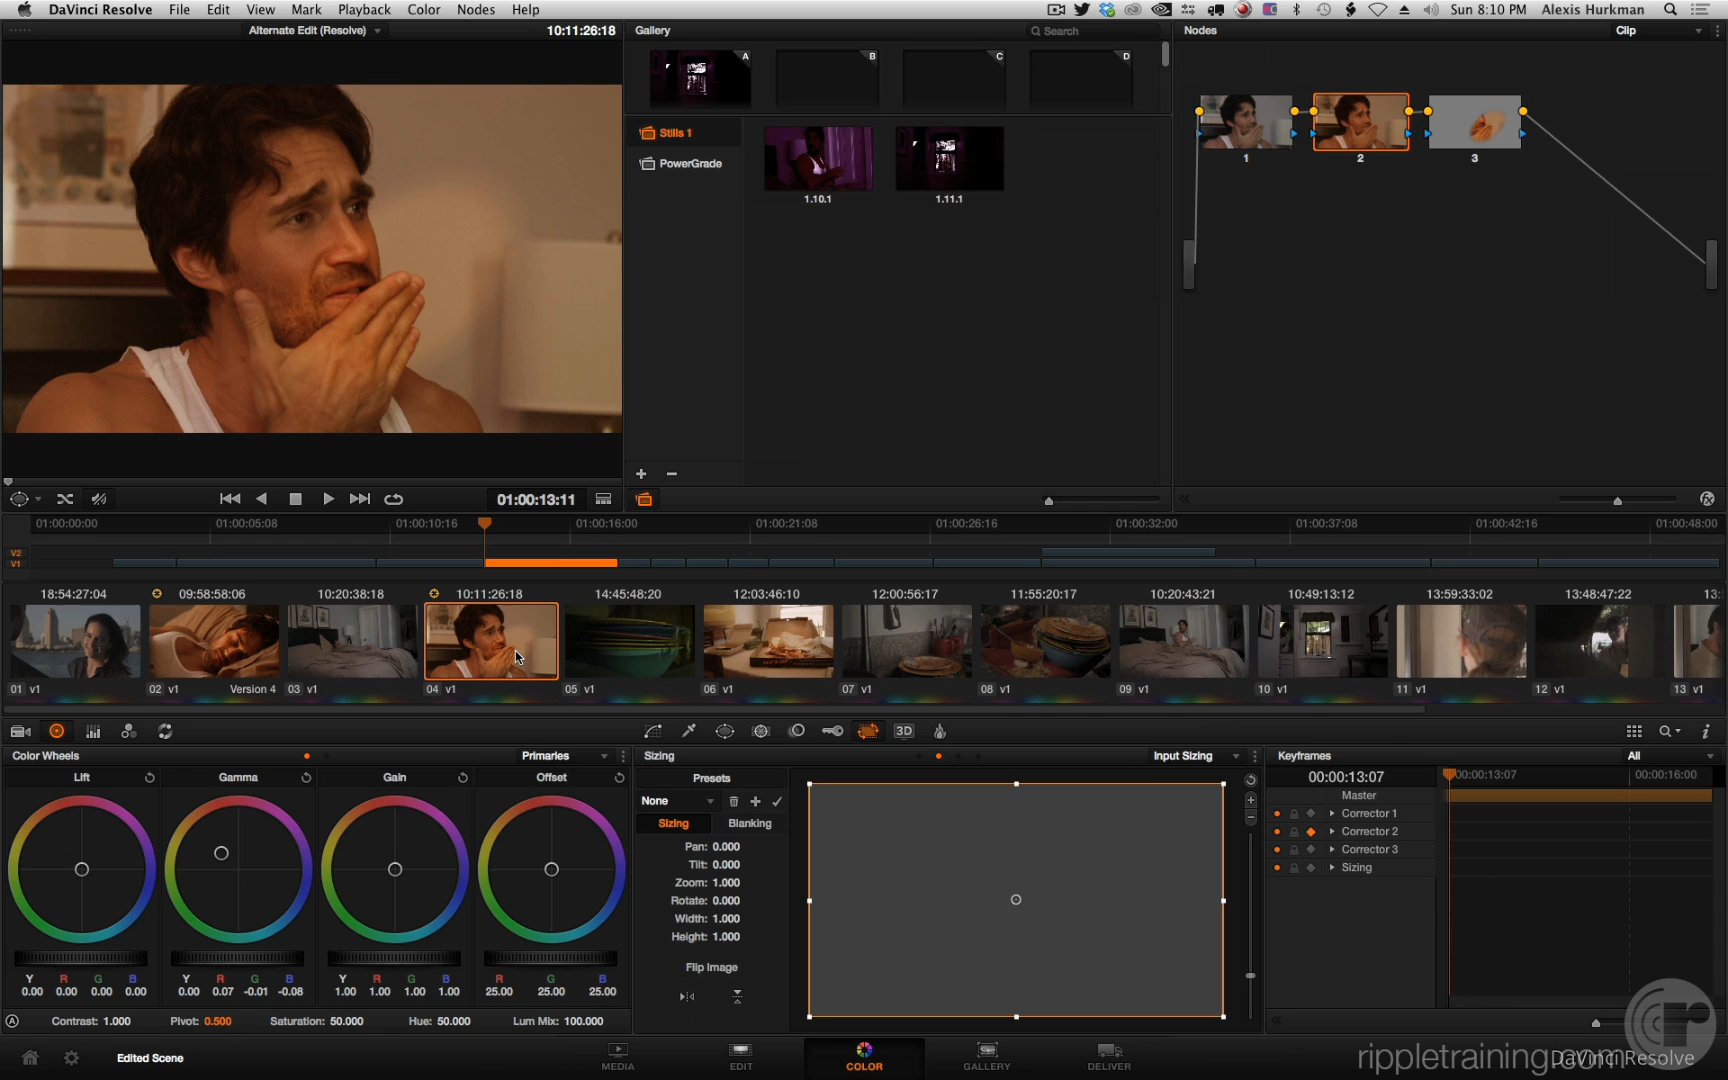 DaVinci Resolve File Edit View Mark Playback Color Nodes Help Sun 8:10 PM Alexis Hurkman
Alternate Edit (Resolve) 10:11:26:18 Gallery Search Nodes Clip
A B C D
Stills 1
PowerGrade
1.10.1 1.11.1
1 2 3
01:00:13:11
01:00:00:00 01:00:05:08 01:00:10:16 01:00:16:00 01:00:21:08 01:00:26:16 01:00:32:00 01:00:37:08 01:00:42:16 01:00:48:00
V2
V1
18:54:27:04 09:58:58:06 10:20:38:18 10:11:26:18 14:45:48:20 12:03:46:10 12:00:56:17 11:55:20:17 10:20:43:21 10:49:13:12 13:59:33:02 13:48:47:22 13:
01 v1 02 v1 Version 4 03 v1 04 v1 05 v1 06 v1 07 v1 08 v1 09 v1 10 v1 11 v1 12 v1 13 v1
3D
Color Wheels Primaries Sizing Input Sizing Keyframes All
Lift Gamma Gain Offset
Presets
None
Sizing Blanking
Pan: 0.000
Tilt: 0.000
Zoom: 1.000
Rotate: 0.000
Width: 1.000
Height: 1.000
Flip Image
00:00:13:07 00:00:13:07 00:00:16:00
Master
Corrector 1
Corrector 2
Corrector 3
Sizing
Y R G B Y R G B Y R G B R G B
0.00 0.00 0.00 0.00 0.00 0.07 -0.01 -0.08 1.00 1.00 1.00 1.00 25.00 25.00 25.00
A Contrast: 1.000 Pivot: 0.500 Saturation: 50.000 Hue: 50.000 Lum Mix: 100.000
Edited Scene
MEDIA EDIT COLOR GALLERY DELIVER
rippletraining.com
DaVinci Resolve